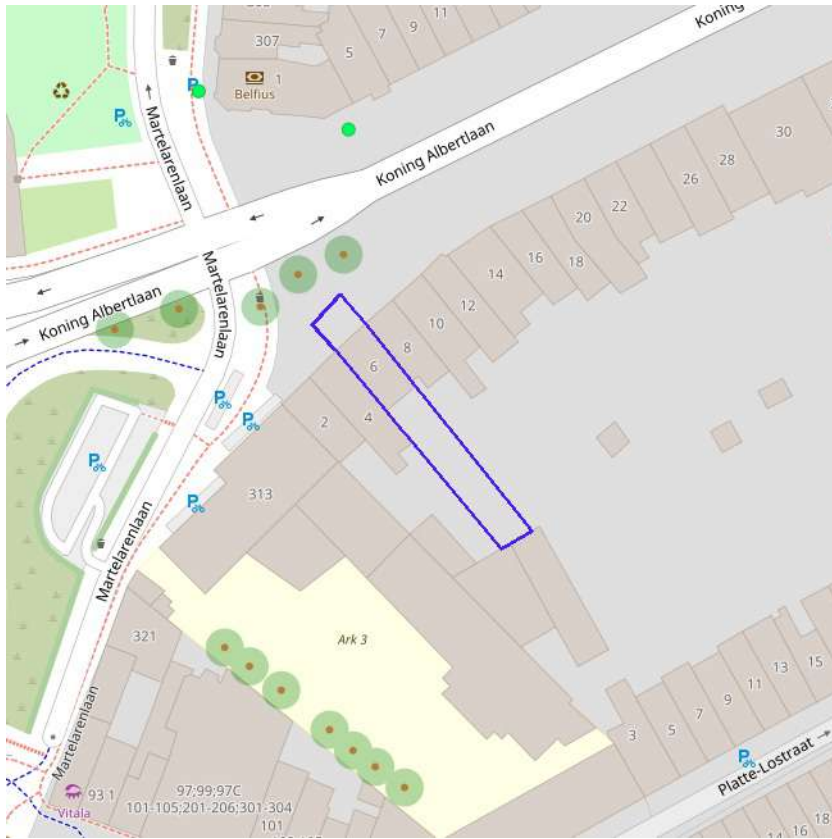 Koning
307
5
7
9
11
1
Belfius
Martelarenlaan
Koning Albertlaan
30
28
26
22
20
18
16
14
12
10
8
6
4
2
Martelarenlaan
Koning Albertlaan
313
Martelarenlaan
Ark 3
321
Martelarenlaan
3
5
7
9
11
13
15
Platte-Lostraat
93 1
Vitala
97;99;97C
101-105;201-206;301-304
101
14
16
18